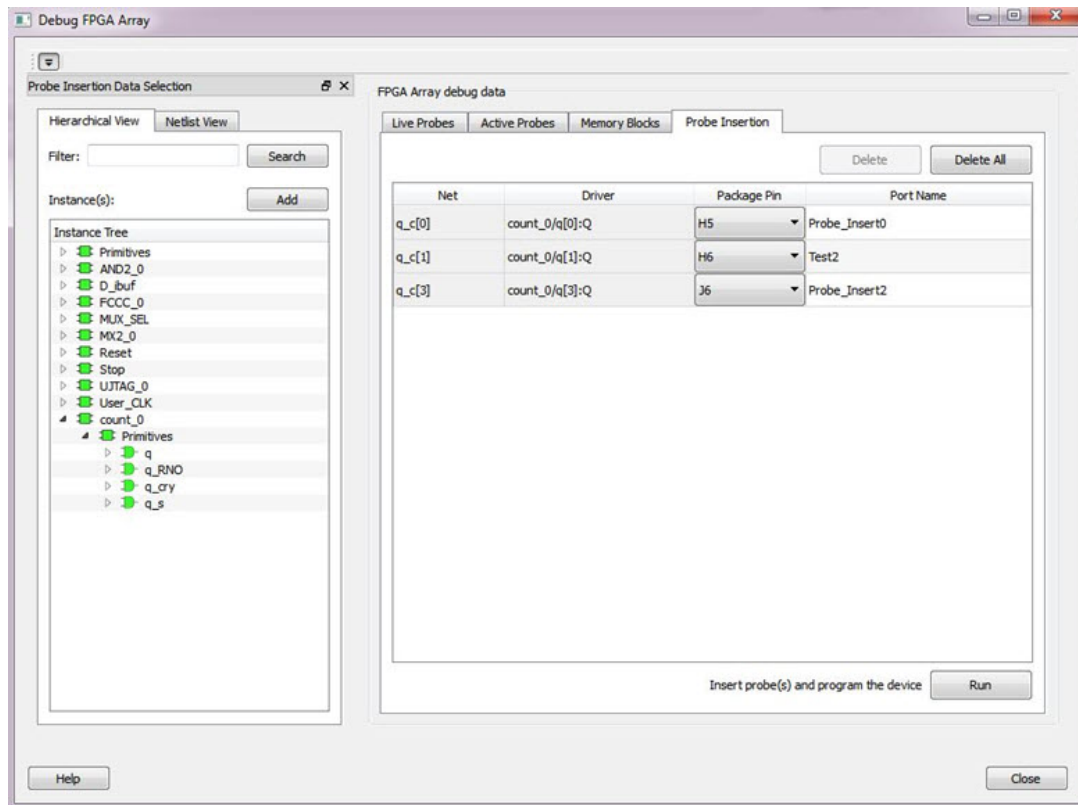 Debug FPGA Array
Probe Insertion Data Selection
Hierarchical View Netlist View
Filter: Search
Instance(s): Add
Instance Tree
Primitives
AND2_0
D_ibuf
FCCC_0
MUX_SEL
MX2_0
Reset
Stop
UJTAG_0
User_CLK
count_0
Primitives
q
q_RNO
q_cry
q_s
FPGA Array debug data
Live Probes Active Probes Memory Blocks Probe Insertion
Delete Delete All
Net Driver Package Pin Port Name
q_c[0] count_0/q[0]:Q H5 Probe_Insert0
q_c[1] count_0/q[1]:Q H6 Test2
q_c[3] count_0/q[3]:Q J6 Probe_Insert2
Insert probe(s) and program the device Run
Help Close